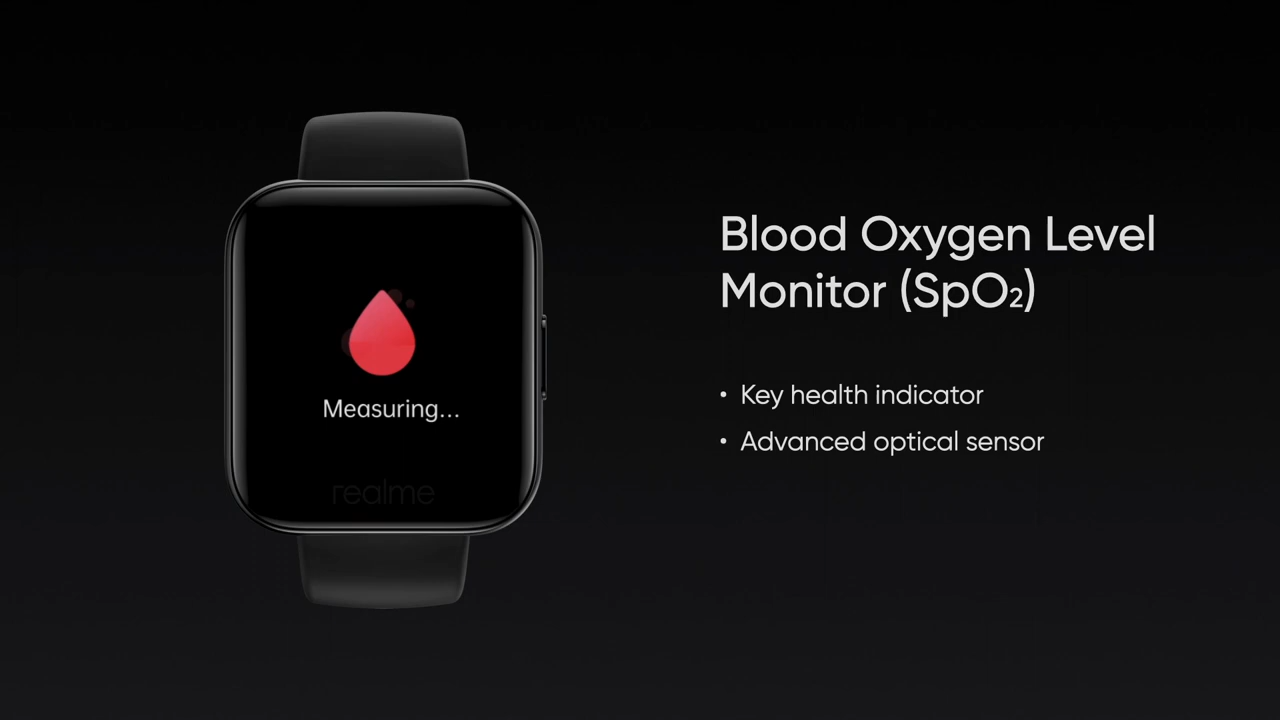 Measuring...
realme
Blood Oxygen Level
Monitor (SpO₂)
• Key health indicator
• Advanced optical sensor